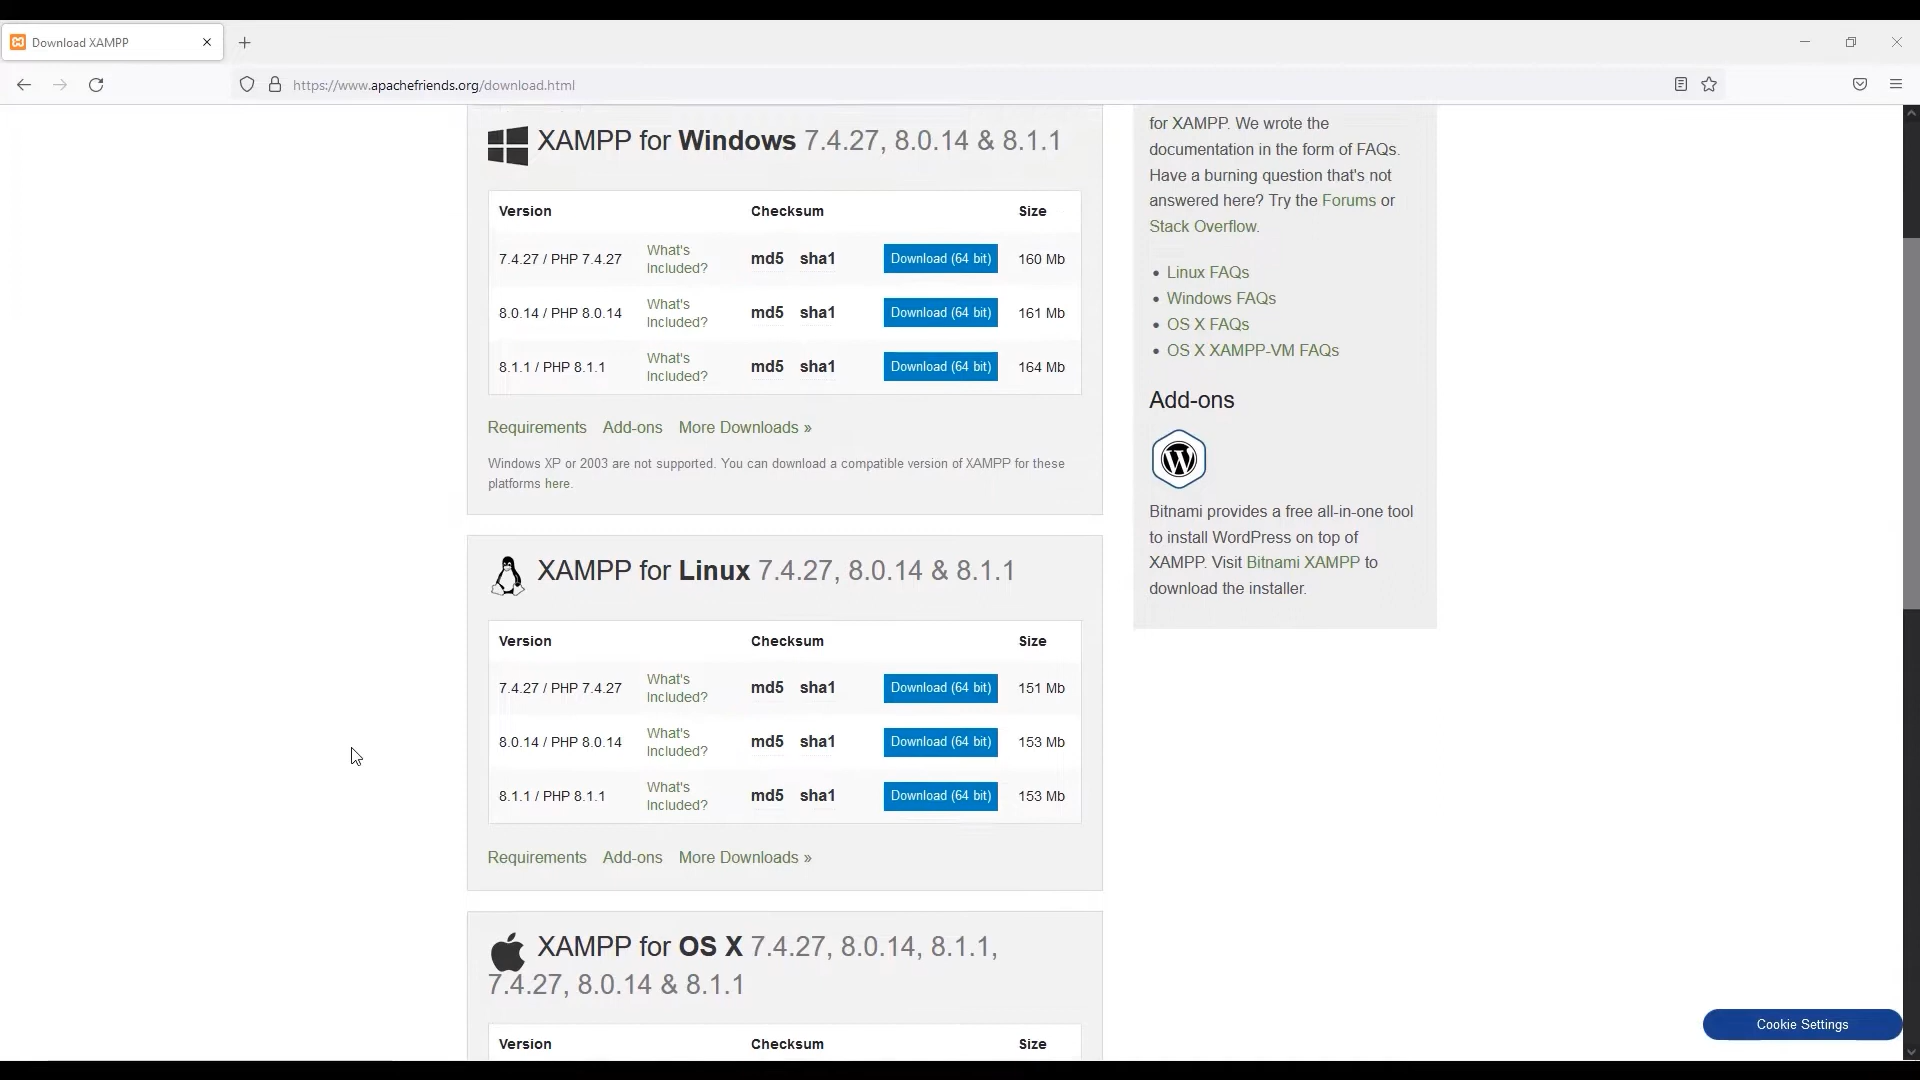 Download XAMPP
https://www.apachefriends.org/download.html
XAMPP for Windows 7.4.27, 8.0.14 & 8.1.1
Version Checksum Size
7.4.27 / PHP 7.4.27 What's Included? md5 sha1 Download (64 bit) 160 Mb
8.0.14 / PHP 8.0.14 What's Included? md5 sha1 Download (64 bit) 161 Mb
8.1.1 / PHP 8.1.1 What's Included? md5 sha1 Download (64 bit) 164 Mb
Requirements Add-ons More Downloads »
Windows XP or 2003 are not supported. You can download a compatible version of XAMPP for these
platforms here.
XAMPP for Linux 7.4.27, 8.0.14 & 8.1.1
Version Checksum Size
7.4.27 / PHP 7.4.27 What's Included? md5 sha1 Download (64 bit) 151 Mb
8.0.14 / PHP 8.0.14 What's Included? md5 sha1 Download (64 bit) 153 Mb
8.1.1 / PHP 8.1.1 What's Included? md5 sha1 Download (64 bit) 153 Mb
Requirements Add-ons More Downloads »
XAMPP for OS X 7.4.27, 8.0.14, 8.1.1,
7.4.27, 8.0.14 & 8.1.1
Version Checksum Size
for XAMPP. We wrote the
documentation in the form of FAQs.
Have a burning question that's not
answered here? Try the Forums or
Stack Overflow.
• Linux FAQs
• Windows FAQs
• OS X FAQs
• OS X XAMPP-VM FAQs
Add-ons
Bitnami provides a free all-in-one tool
to install WordPress on top of
XAMPP. Visit Bitnami XAMPP to
download the installer.
Cookie Settings